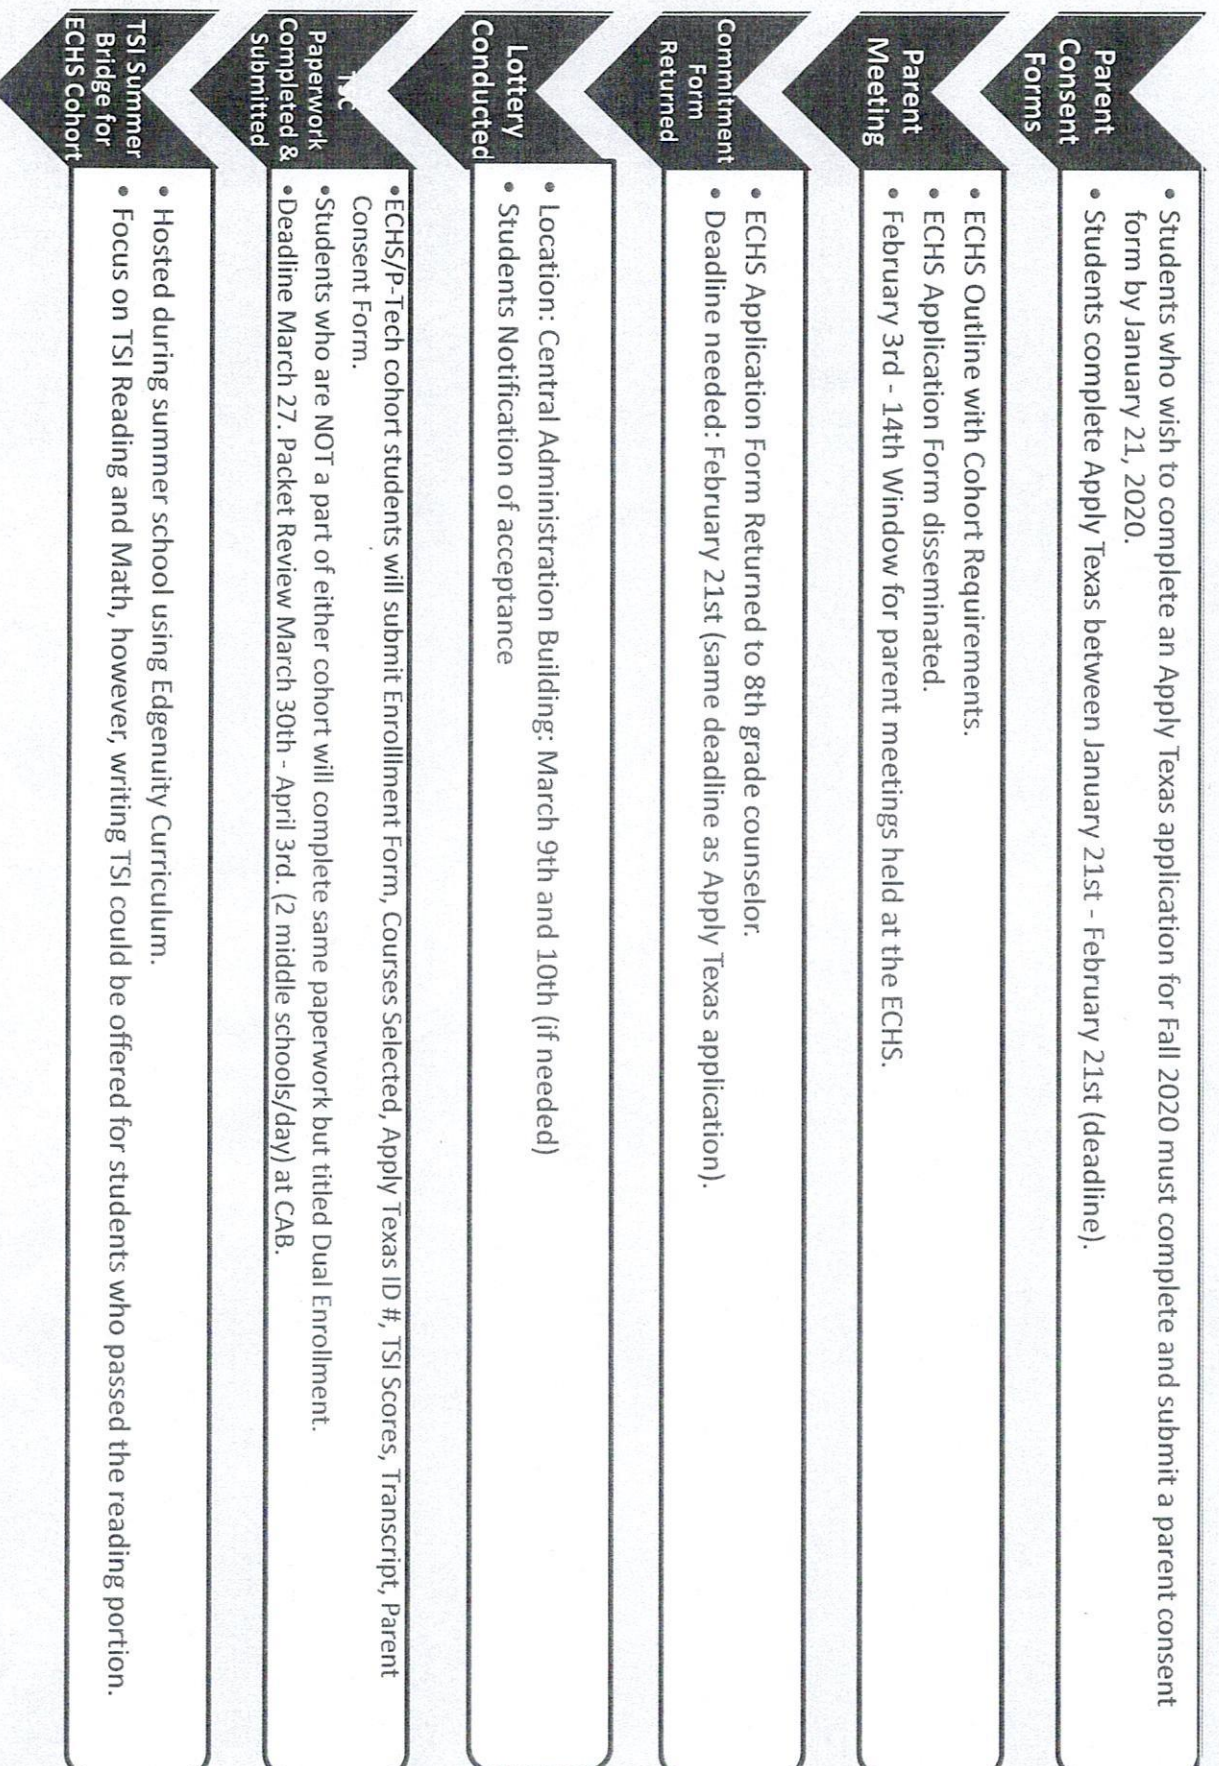 Parent
Consent
Forms
• Students who wish to complete an Apply Texas application for Fall 2020 must complete and submit a parent consent
form by January 21, 2020.
• Students complete Apply Texas between January 21st - February 21st (deadline).
Parent
Meeting
• ECHS Outline with Cohort Requirements.
• ECHS Application Form disseminated.
• February 3rd - 14th Window for parent meetings held at the ECHS.
Commitment
Form
Returned
• ECHS Application Form Returned to 8th grade counselor.
• Deadline needed: February 21st (same deadline as Apply Texas application).
Lottery
Conducted
• Location: Central Administration Building: March 9th and 10th (if needed)
• Students Notification of acceptance
TSC
Paperwork
Completed &
Submitted
•ECHS/P-Tech cohort students will submit Enrollment Form, Courses Selected, Apply Texas ID #, TSI Scores, Transcript, Parent
Consent Form.
•Students who are NOT a part of either cohort will complete same paperwork but titled Dual Enrollment.
•Deadline March 27. Packet Review March 30th - April 3rd. (2 middle schools/day) at CAB.
TSI Summer
Bridge for
ECHS Cohort
• Hosted during summer school using Edgenuity Curriculum.
• Focus on TSI Reading and Math, however, writing TSI could be offered for students who passed the reading portion.